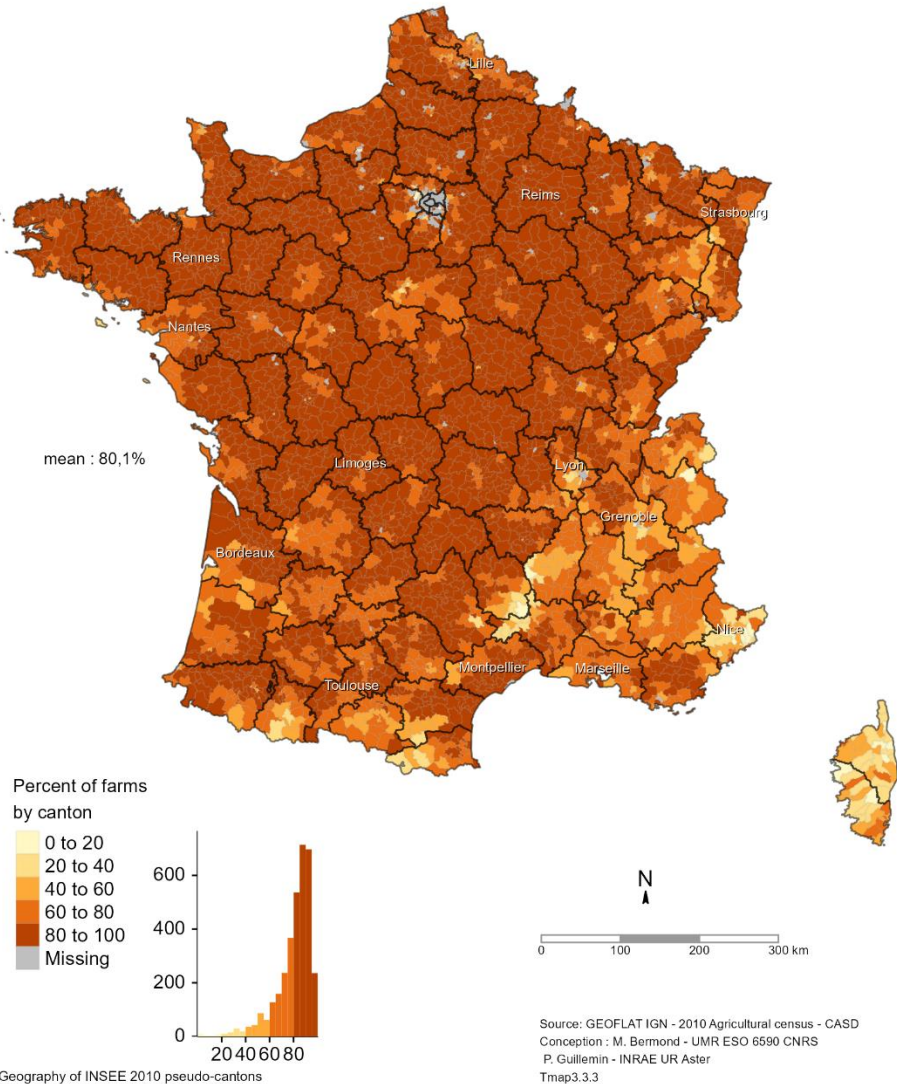 Lille
Reims
Strasbourg
Rennes
Nantes
mean : 80,1%
Limoges
Lyon
Grenoble
Bordeaux
Nice
Montpellier
Marseille
Toulouse
Percent of farms
by canton
0 to 20
20 to 40
40 to 60
60 to 80
80 to 100
Missing
600
400
200
0
20 40 60 80
N
0 100 200 300 km
Source: GEOFLAT IGN - 2010 Agricultural census - CASD
Conception : M. Bermond - UMR ESO 6590 CNRS
P. Guillemin - INRAE UR Aster
Tmap3.3.3
Geography of INSEE 2010 pseudo-cantons